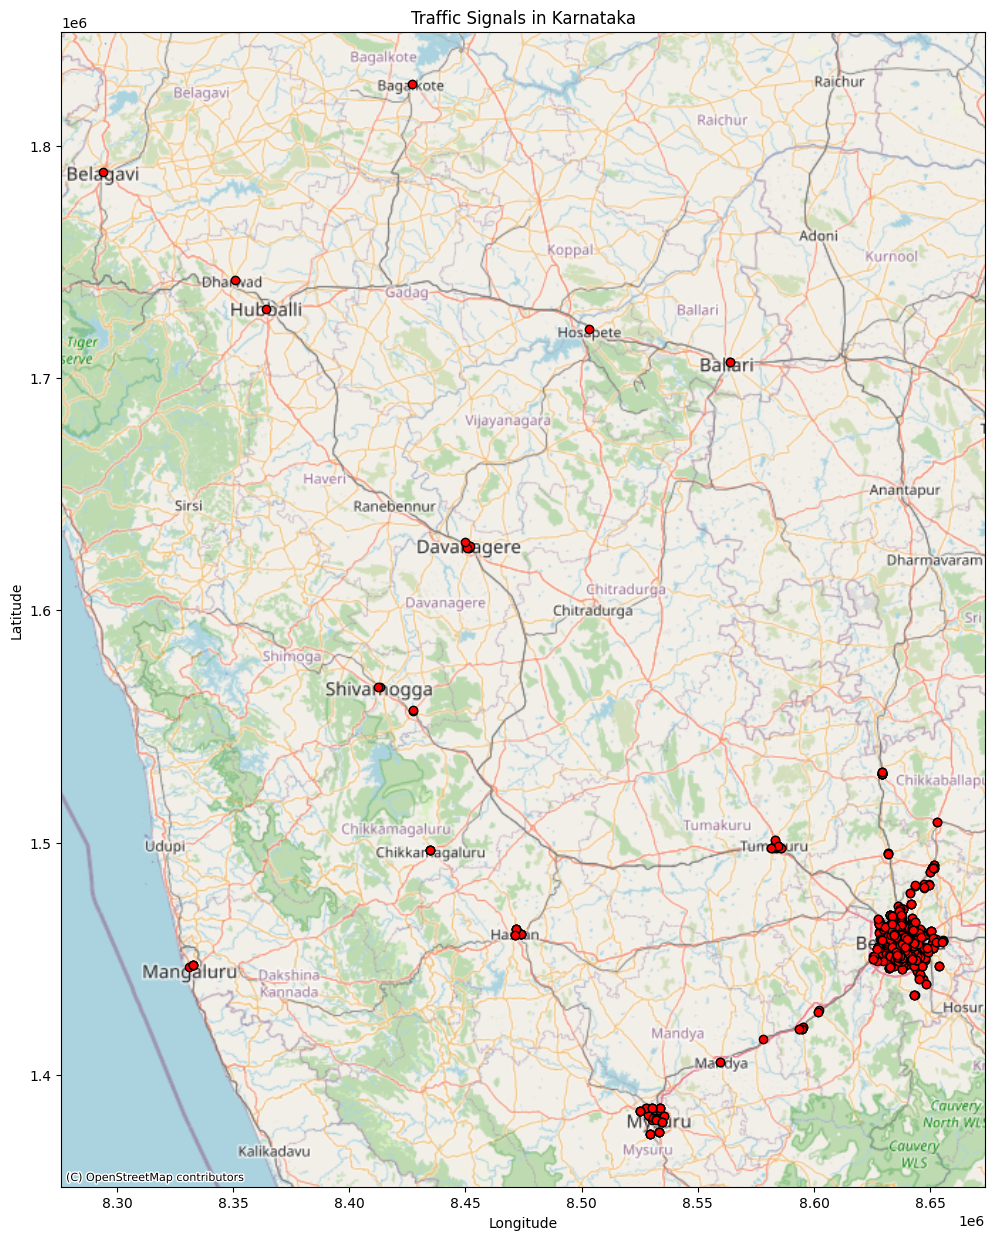 Traffic Signals in Karnataka
1e6
Bagalkote
Raichur
Bagalkote
Belagavi
Raichur
1.8
Belagavi
Adoni
Koppal
Kurnool
Dharwad
Gadag
Hubballi
Ballari
Hosapete
Tiger
serve
Ballari
1.7
Vijayanagara
Haveri
Anantapur
Sirsi
Ranebennur
Davanagere
Dharmavaram
Chitradurga
Davanagere
Chitradurga
1.6
Sri
Latitude
Shimoga
Shivamogga
Chikkaballapu
Chikkamagaluru
Tumakuru
1.5
Udupi
Chikkamagaluru
Tumakuru
Hassan
Be
Mangaluru
Dakshina
Kannada
Hosur
Mandya
Mandya
1.4
Cauvery
North WLS
Mysuru
Mysuru
Kalikadavu
Cauvery
WLS
(C) OpenStreetMap contributors
8.30
8.35
8.40
8.45
8.50
8.55
8.60
8.65
Longitude
1e6